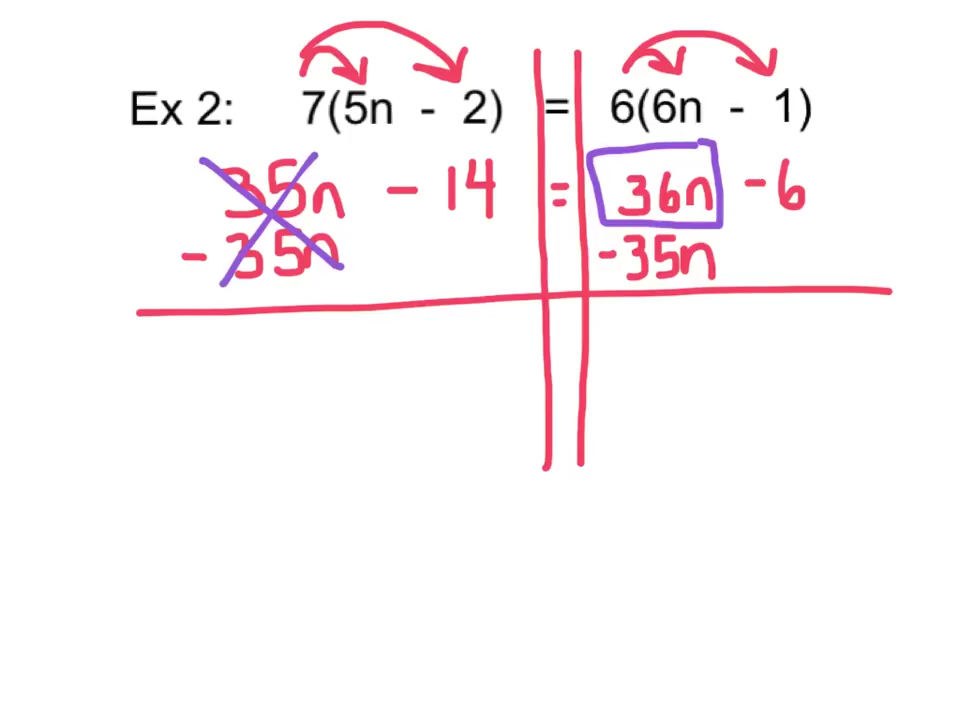 Ex 2: 7(5n - 2) = 6(6n - 1)
35n - 14 = 36n - 6
- 35n -35n